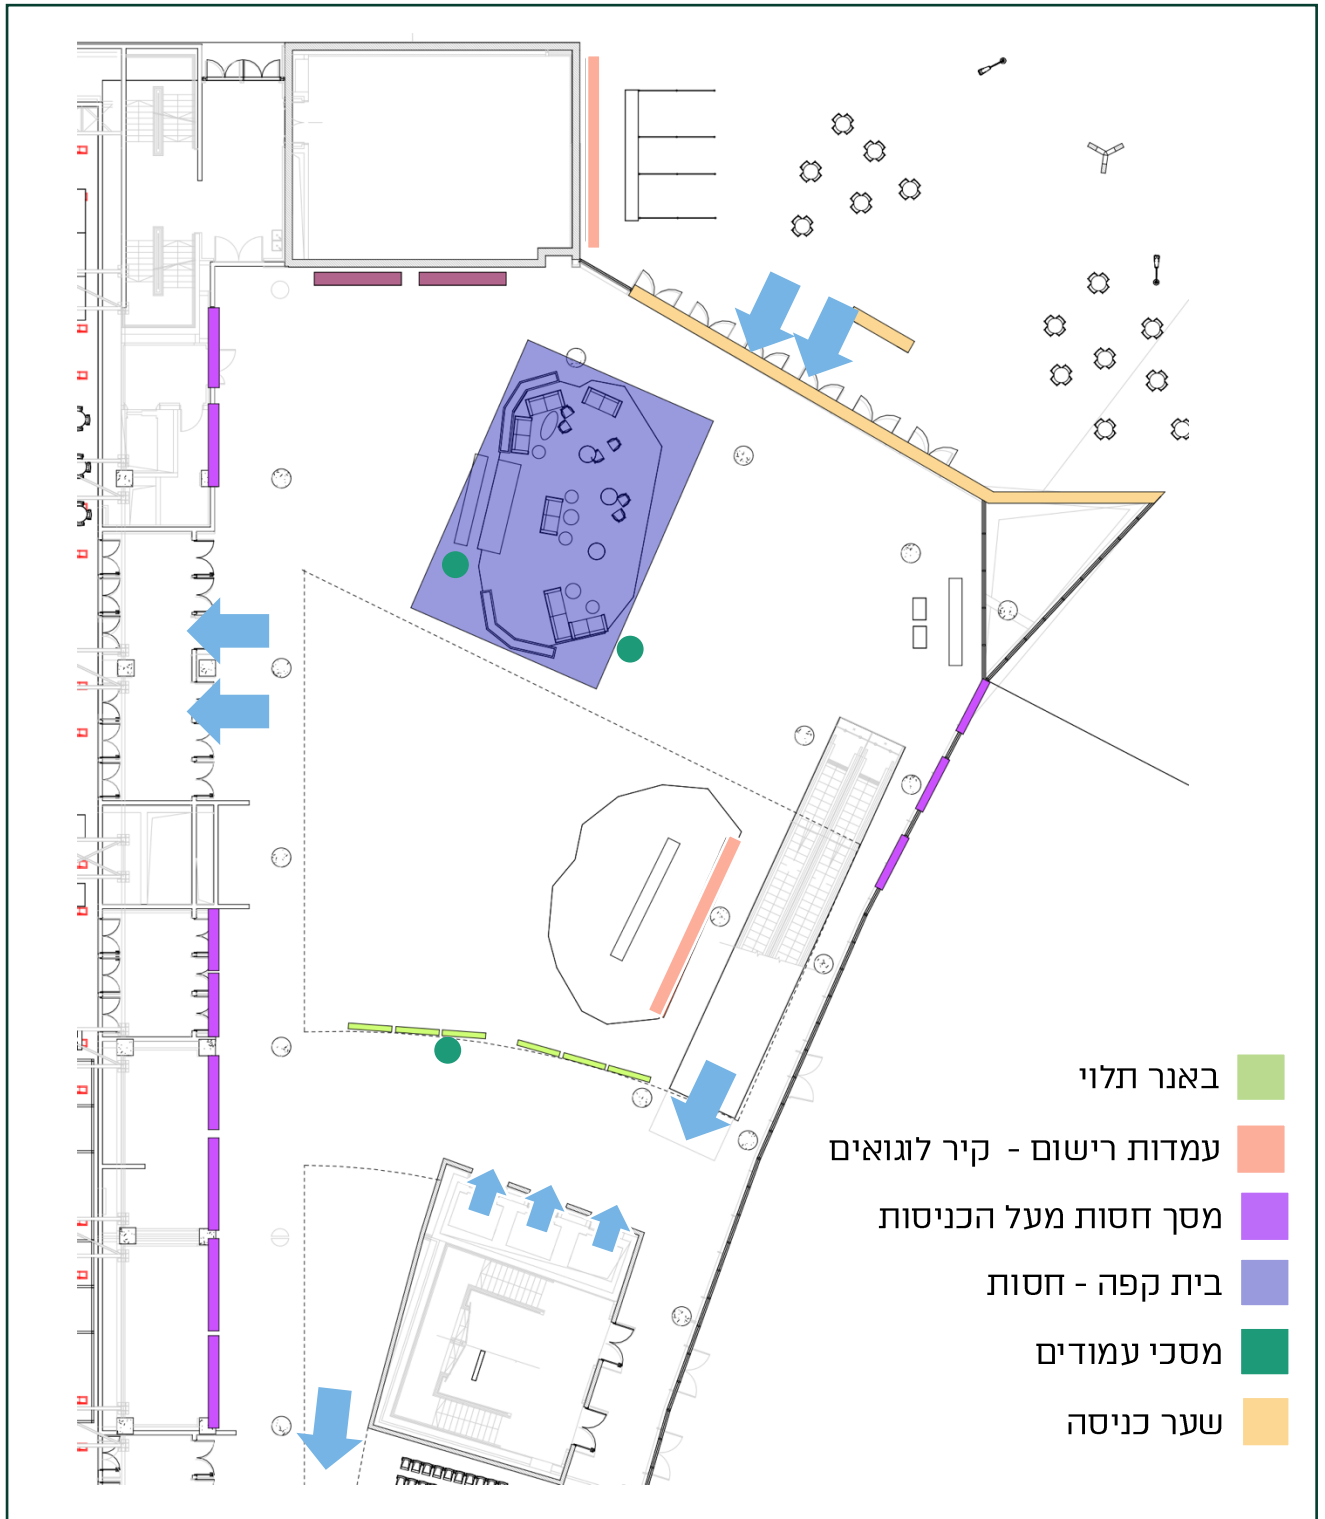 באנר תלוי
עמדות רישום - קיר לוגואים
מסך חסות מעל הכניסות
בית קפה - חסות
מסכי עמודים
שער כניסה